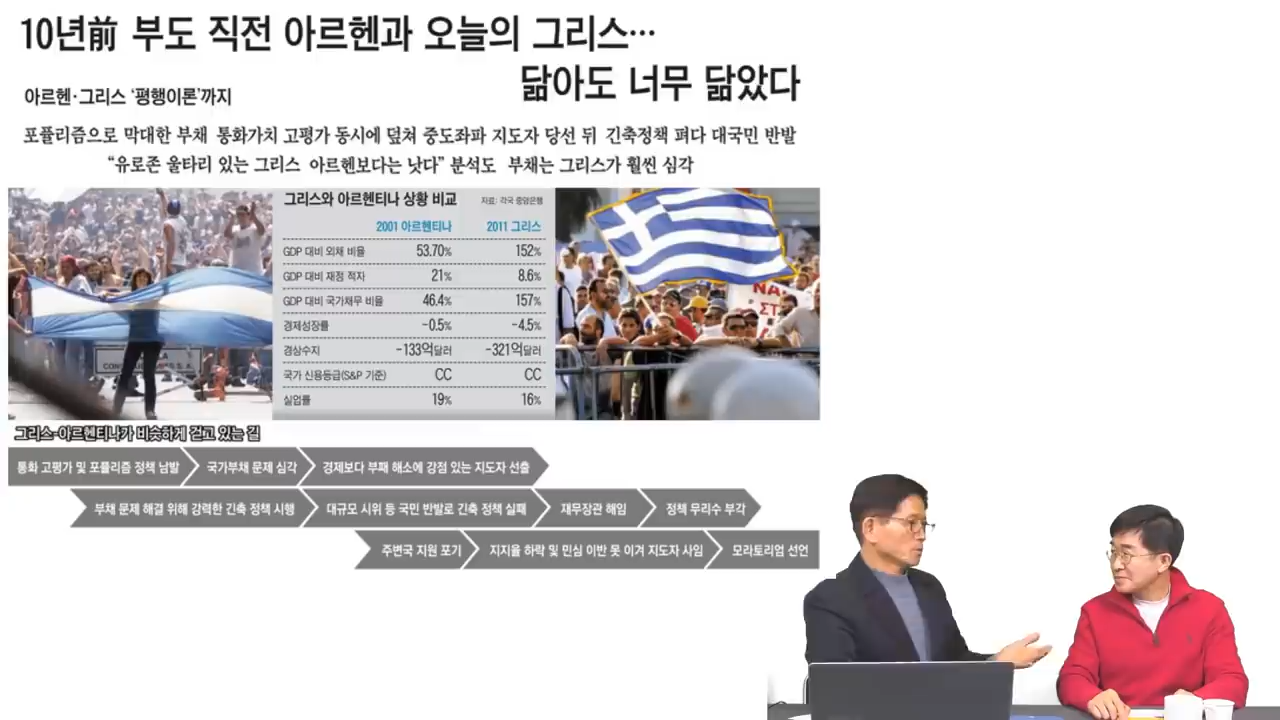 10년前 부도 직전 아르헨과 오늘의 그리스…
닮아도 너무 닮았다
아르헨·그리스 ‘평행이론’까지
포퓰리즘으로 막대한 부채 통화가치 고평가 동시에 덮쳐 중도좌파 지도자 당선 뒤 긴축정책 펴다 대국민 반발
“유로존 울타리 있는 그리스 아르헨보다는 낫다” 분석도 부채는 그리스가 훨씬 심각
그리스와 아르헨티나 상황 비교 자료: 각국 중앙은행
2001 아르헨티나 2011 그리스
GDP 대비 외채 비율 53.70% 152%
GDP 대비 재정 적자 21% 8.6%
GDP 대비 국가채무 비율 46.4% 157%
경제성장률 -0.5% -4.5%
경상수지 -133억달러 -321억달러
국가 신용등급(S&P 기준) CC CC
실업률 19% 16%
NA
ΣΤ
그리스-아르헨티나가 비슷하게 걷고 있는 길
통화 고평가 및 포퓰리즘 정책 남발 국가부채 문제 심각 경제보다 부패 해소에 강점 있는 지도자 선출
부채 문제 해결 위해 강력한 긴축 정책 시행 대규모 시위 등 국민 반발로 긴축 정책 실패 재무장관 해임 정책 무리수 부각
주변국 지원 포기 지지율 하락 및 민심 이반 못 이겨 지도자 사임 모라토리엄 선언